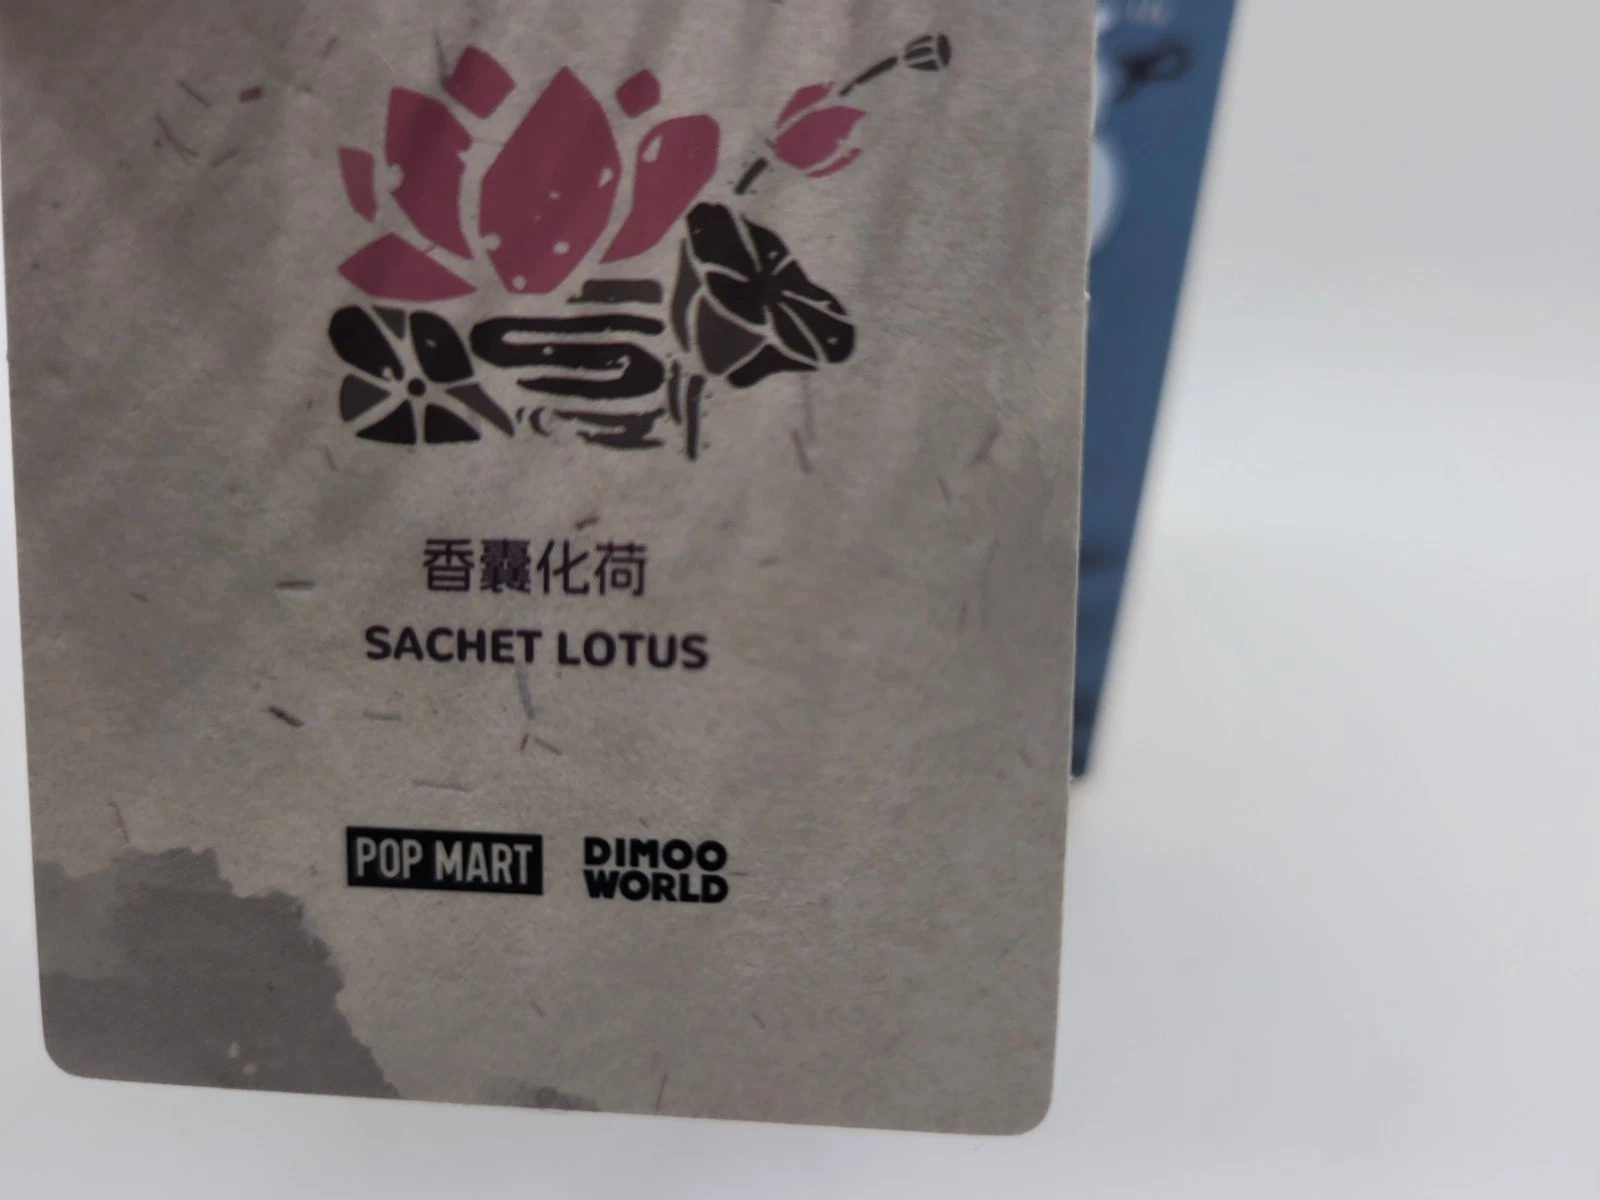 香囊化荷
SACHET LOTUS
POP MART
DIMOO
WORLD